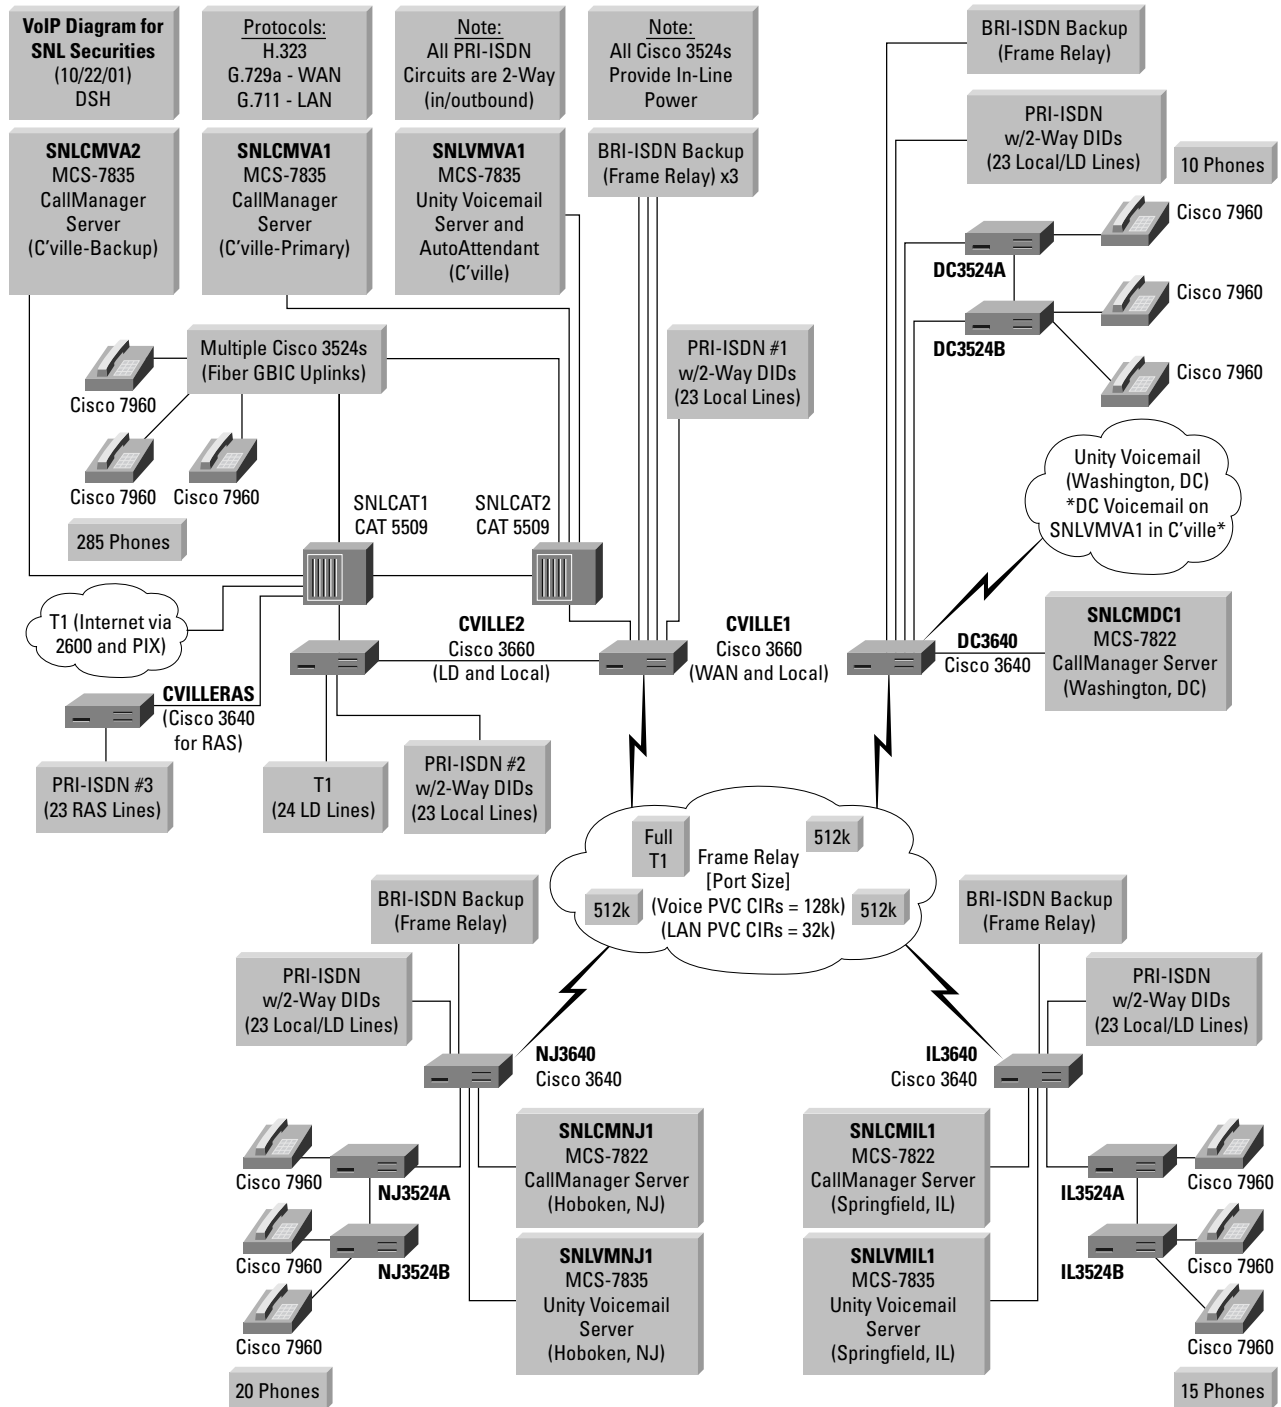 VoIP Diagram for
SNL Securities
(10/22/01)
DSH
Protocols:
H.323
G.729a - WAN
G.711 - LAN
Note:
All PRI-ISDN
Circuits are 2-Way
(in/outbound)
Note:
All Cisco 3524s
Provide In-Line
Power
BRI-ISDN Backup
(Frame Relay)
SNLCMVA2
MCS-7835
CallManager
Server
(C'ville-Backup)
SNLCMVA1
MCS-7835
CallManager
Server
(C'ville-Primary)
SNLVMVA1
MCS-7835
Unity Voicemail
Server and
AutoAttendant
(C'ville)
BRI-ISDN Backup
(Frame Relay) x3
PRI-ISDN
w/2-Way DIDs
(23 Local/LD Lines)
10 Phones
Cisco 7960
DC3524A
Cisco 7960
DC3524B
Cisco 7960
Multiple Cisco 3524s
(Fiber GBIC Uplinks)
Cisco 7960
Cisco 7960
Cisco 7960
285 Phones
PRI-ISDN #1
w/2-Way DIDs
(23 Local Lines)
SNLCAT1
CAT 5509
SNLCAT2
CAT 5509
Unity Voicemail
(Washington, DC)
*DC Voicemail on
SNLVMVA1 in C'ville*
T1 (Internet via
2600 and PIX)
CVILLE2
Cisco 3660
(LD and Local)
CVILLE1
Cisco 3660
(WAN and Local)
DC3640
Cisco 3640
SNLCMDC1
MCS-7822
CallManager Server
(Washington, DC)
CVILLERAS
(Cisco 3640
for RAS)
PRI-ISDN #3
(23 RAS Lines)
T1
(24 LD Lines)
PRI-ISDN #2
w/2-Way DIDs
(23 Local Lines)
Full
T1
512k
Frame Relay
[Port Size]
(Voice PVC CIRs = 128k)
(LAN PVC CIRs = 32k)
512k
512k
BRI-ISDN Backup
(Frame Relay)
PRI-ISDN
w/2-Way DIDs
(23 Local/LD Lines)
NJ3640
Cisco 3640
BRI-ISDN Backup
(Frame Relay)
PRI-ISDN
w/2-Way DIDs
(23 Local/LD Lines)
IL3640
Cisco 3640
Cisco 7960
NJ3524A
Cisco 7960
NJ3524B
Cisco 7960
20 Phones
SNLCMNJ1
MCS-7822
CallManager Server
(Hoboken, NJ)
SNLVMNJ1
MCS-7835
Unity Voicemail
Server
(Hoboken, NJ)
SNLCMIL1
MCS-7822
CallManager Server
(Springfield, IL)
SNLVMIL1
MCS-7835
Unity Voicemail
Server
(Springfield, IL)
IL3524A
Cisco 7960
IL3524B
Cisco 7960
Cisco 7960
15 Phones